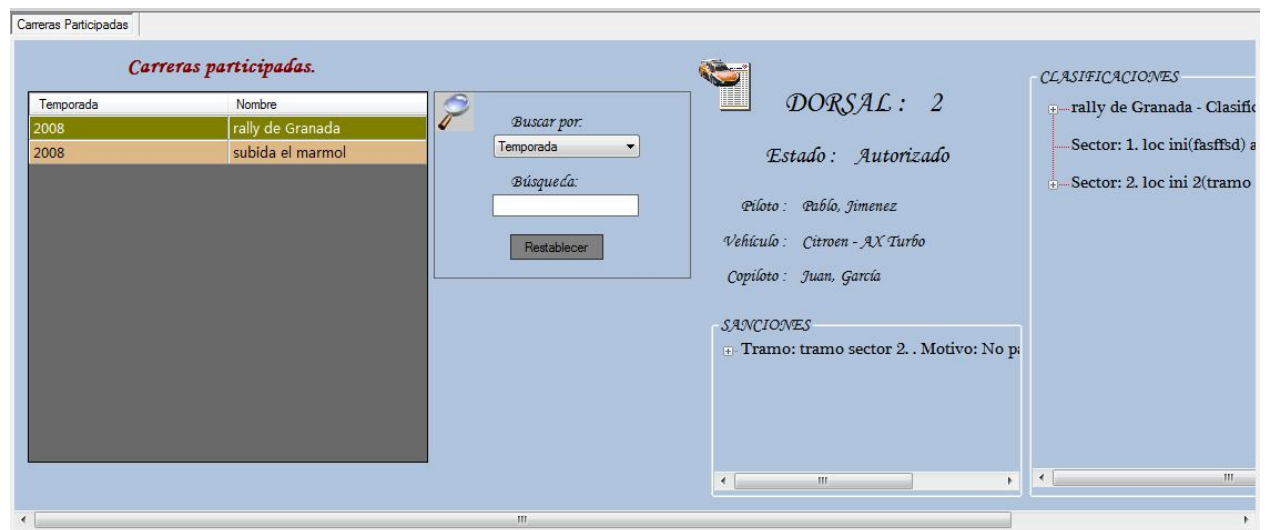 Carreras Participadas
Carreras participadas.
Temporada Nombre
2008 rally de Granada
2008 subida el marmol
Buscar por:
Temporada
Búsqueda:
Restablecer
DORSAL : 2
Estado : Autorizado
Piloto : Pablo, Jimenez
Vehículo : Citroen - AX Turbo
Copiloto : Juan, García
SANCIONES
Tramo: tramo sector 2. . Motivo: No pa
CLASIFICACIONES
rally de Granada - Clasific
Sector: 1. loc ini(fasffsd) a
Sector: 2. loc ini 2(tramo